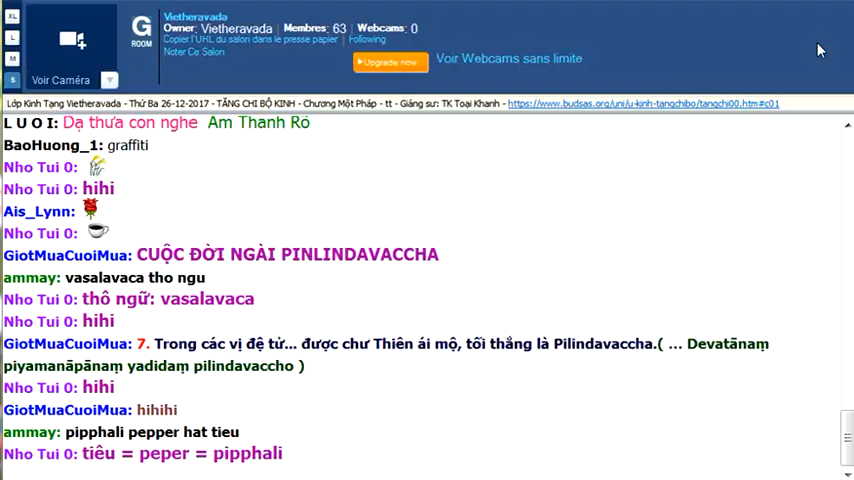 XL
L
M
S
Voir Caméra
G
ROOM
Vietheravada
Owner: Vietheravada Membres: 63 Webcams: 0
Copier l'URL du salon dans le presse papier | Following
Noter Ce Salon
Upgrade now
Voir Webcams sans limite
Lớp Kinh Tạng Vietheravada - Thứ Ba 26-12-2017 - TĂNG CHI BỘ KINH - Chương Một Pháp - tt - Giảng sư: TK Toại Khanh - https://www.budsas.org/uni/u-kinh-tangchibo/tangchi00.htm#c01
L U O I: Dạ thưa con nghe Am Thanh Rõ
BaoHuong_1: graffiti
Nho Tui 0:
Nho Tui 0: hihi
Ais_Lynn:
Nho Tui 0:
GiotMuaCuoiMua: CUỘC ĐỜI NGÀI PINLINDAVACCHA
ammay: vasalavaca tho ngu
Nho Tui 0: thô ngữ: vasalavaca
Nho Tui 0: hihi
GiotMuaCuoiMua: 7. Trong các vị đệ tử... được chư Thiên ái mộ, tối thắng là Pilindavaccha.( ... Devatānaṃ
piyamanāpānaṃ yadidaṃ pilindavaccho )
Nho Tui 0: hihi
GiotMuaCuoiMua: hihihi
ammay: pipphali pepper hat tieu
Nho Tui 0: tiêu = peper = pipphali